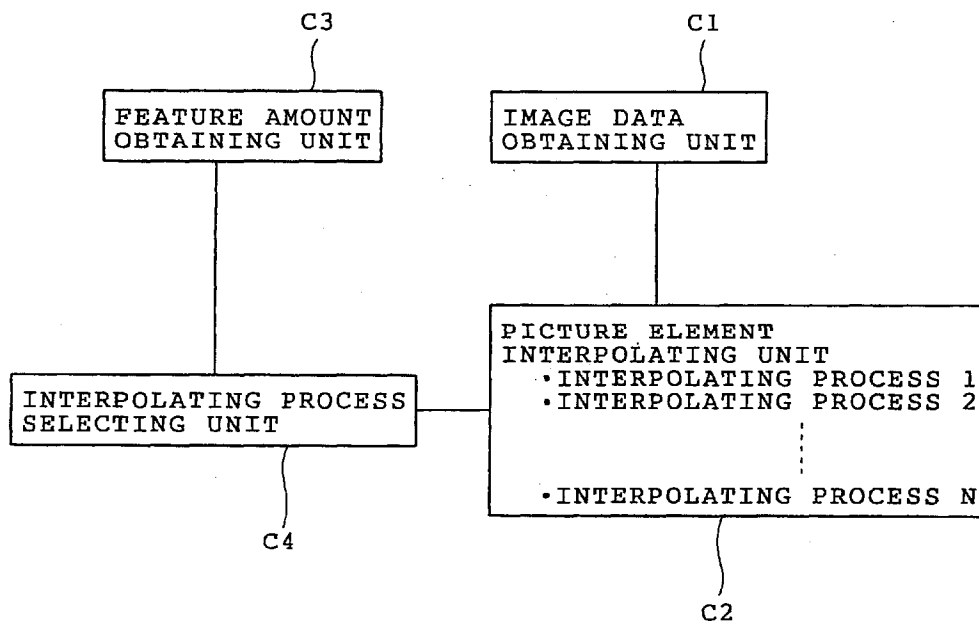 C3
C1
FEATURE AMOUNT
OBTAINING UNIT
IMAGE DATA
OBTAINING UNIT
PICTURE ELEMENT
INTERPOLATING UNIT
•INTERPOLATING PROCESS 1
•INTERPOLATING PROCESS 2
•INTERPOLATING PROCESS N
INTERPOLATING PROCESS
SELECTING UNIT
C4
C2